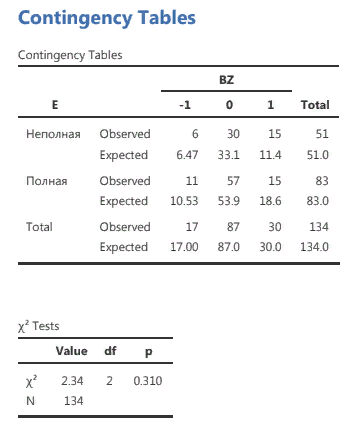 Contingency Tables
Contingency Tables
BZ
E -1 0 1 Total
Неполная Observed 6 30 15 51
Expected 6.47 33.1 11.4 51.0
Полная Observed 11 57 15 83
Expected 10.53 53.9 18.6 83.0
Total Observed 17 87 30 134
Expected 17.00 87.0 30.0 134.0
χ² Tests
Value df p
χ² 2.34 2 0.310
N 134